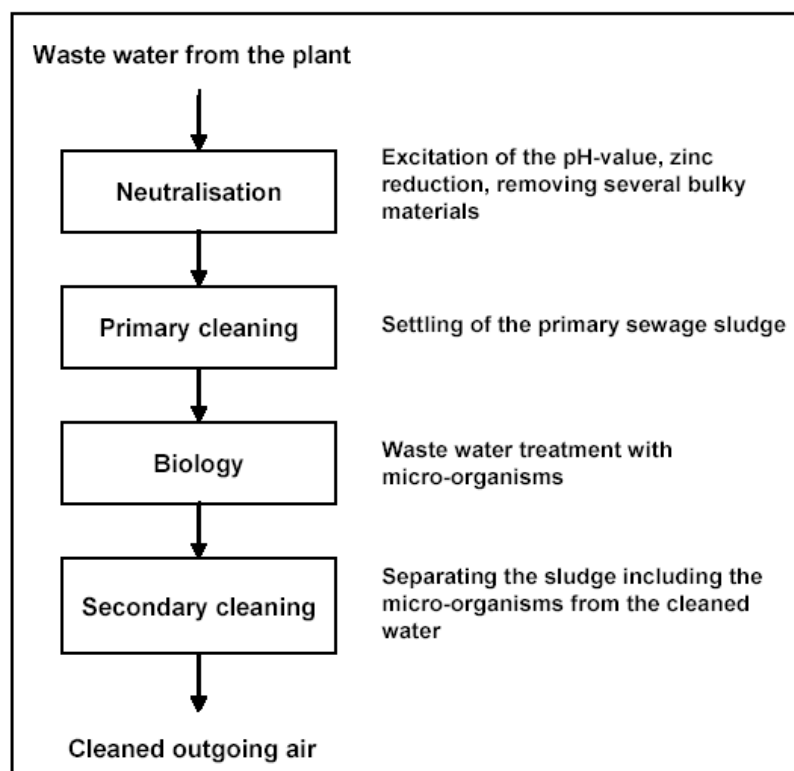 Waste water from the plant
Neutralisation
Excitation of the pH-value, zinc
reduction, removing several bulky
materials
Primary cleaning
Settling of the primary sewage sludge
Biology
Waste water treatment with
micro-organisms
Secondary cleaning
Separating the sludge including the
micro-organisms from the cleaned
water
Cleaned outgoing air